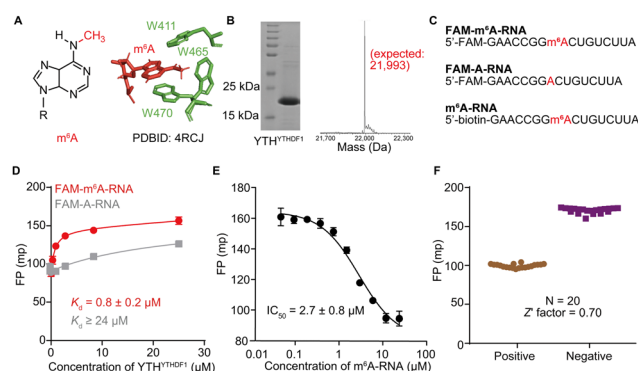 A
N
CH₃
H
N
N
N
N
R
m⁶A
W411
m⁶A
W465
W470
PDBID: 4RCJ
B
25 kDa
15 kDa
YTH^YTHDF1
(expected:
21,993)
21,700
22,000
22,300
Mass (Da)
C
FAM-m⁶A-RNA
5'-FAM-GAACCGGm⁶ACUGUCUUA
FAM-A-RNA
5'-FAM-GAACCGGACUGUCUUA
m⁶A-RNA
5'-biotin-GAACCGGm⁶ACUGUCUUA
D
FAM-m⁶A-RNA
FAM-A-RNA
FP (mp)
200
150
100
50
0
K_d = 0.8 ± 0.2 μM
K_d ≥ 24 μM
0 10 20 30
Concentration of YTH^YTHDF1 (μM)
E
FP (mp)
180
160
140
120
100
80
IC₅₀ = 2.7 ± 0.8 μM
0.01 0.1 1 10 100
Concentration of m⁶A-RNA (μM)
F
FP (mp)
200
150
100
50
0
N = 20
Z' factor = 0.70
Positive Negative